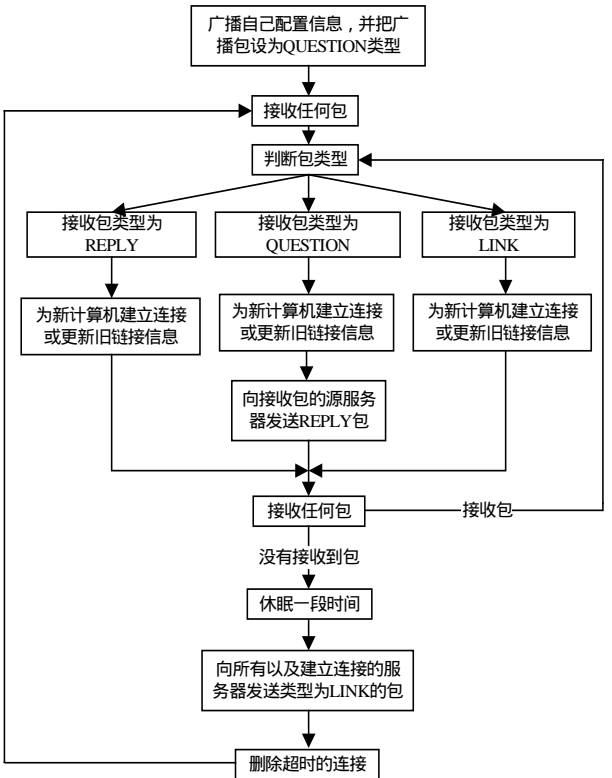 广播自己配置信息，并把广
播包设为QUESTION类型
接收任何包
判断包类型
接收包类型为
REPLY
接收包类型为
QUESTION
接收包类型为
LINK
为新计算机建立连接
或更新旧链接信息
为新计算机建立连接
或更新旧链接信息
为新计算机建立连接
或更新旧链接信息
向接收包的源服务
器发送REPLY包
接收任何包
接收包
没有接收到包
休眠一段时间
向所有以及建立连接的服
务器发送类型为LINK的包
删除超时的连接